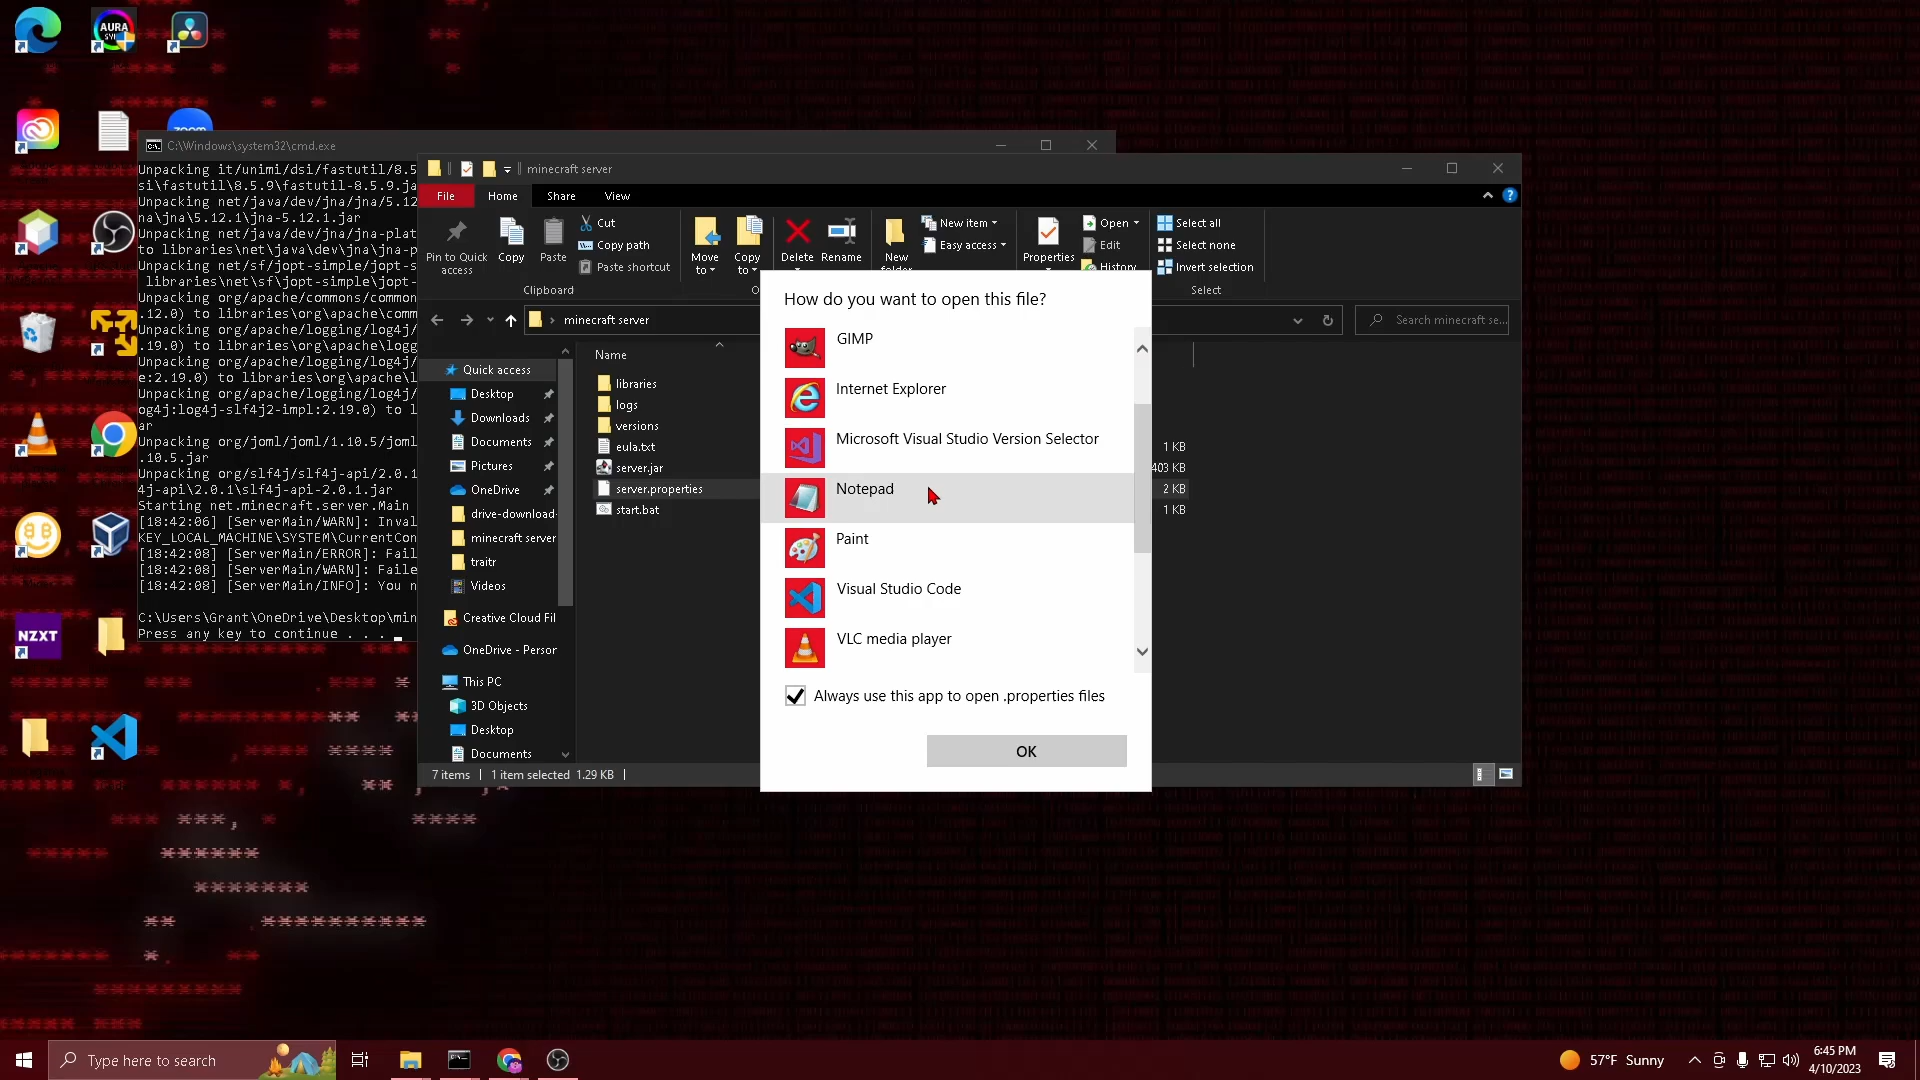 AURA
zoom
C:\Windows\system32\cmd.exe
Unpacking it/unimi/dsi/fastutil/8.5
si\fastutil\8.5.9\fastutil-8.5.9.ja
Unpacking net/java/dev/jna/jna/5.12
na\jna\5.12.1\jna-5.12.1.jar
Unpacking net/java/dev/jna/jna-plat
to libraries\net\java\dev\jna\jna-p
Unpacking net/sf/jopt-simple/jopt-s
libraries\net\sf\jopt-simple\jopt-
Unpacking org/apache/commons/common
.12.0) to libraries\org\apache\comm
Unpacking org/apache/logging/log4j/
.19.0) to libraries\org\apache\logg
Unpacking org/apache/logging/log4j/
e:2.19.0) to libraries\org\apache\l
Unpacking org/apache/logging/log4j/
og4j:log4j-slf4j2-impl:2.19.0) to l
ar
Unpacking org/joml/joml/1.10.5/joml
.10.5.jar
Unpacking org/slf4j/slf4j-api/2.0.1
4j-api\2.0.1\slf4j-api-2.0.1.jar
Starting net.minecraft.server.Main
[18:42:06] [ServerMain/WARN]: Inval
KEY_LOCAL_MACHINE\SYSTEM\CurrentCon
[18:42:08] [ServerMain/ERROR]: Fail
[18:42:08] [ServerMain/WARN]: Faile
[18:42:08] [ServerMain/INFO]: You n
C:\Users\Grant\OneDrive\Desktop\min
Press any key to continue . . .
NZXT
minecraft server
File Home Share View
Pin to Quick access
Copy
Paste
Cut
Copy path
Paste shortcut
Clipboard
Move to
Copy to
Delete
Rename
New folder
New item
Easy access
Properties
Open
Edit
History
Select all
Select none
Invert selection
Select
minecraft server
Search minecraft se...
Quick access
Desktop
Downloads
Documents
Pictures
OneDrive
drive-download-
minecraft server
traitr
Videos
Creative Cloud Fil
OneDrive - Person
This PC
3D Objects
Desktop
Documents
Name
libraries
logs
versions
eula.txt 1 KB
server.jar 403 KB
server.properties 2 KB
start.bat 1 KB
7 items 1 item selected 1.29 KB
How do you want to open this file?
GIMP
Internet Explorer
Microsoft Visual Studio Version Selector
Notepad
Paint
Visual Studio Code
VLC media player
Always use this app to open .properties files
OK
Type here to search
57°F Sunny
6:45 PM
4/10/2023